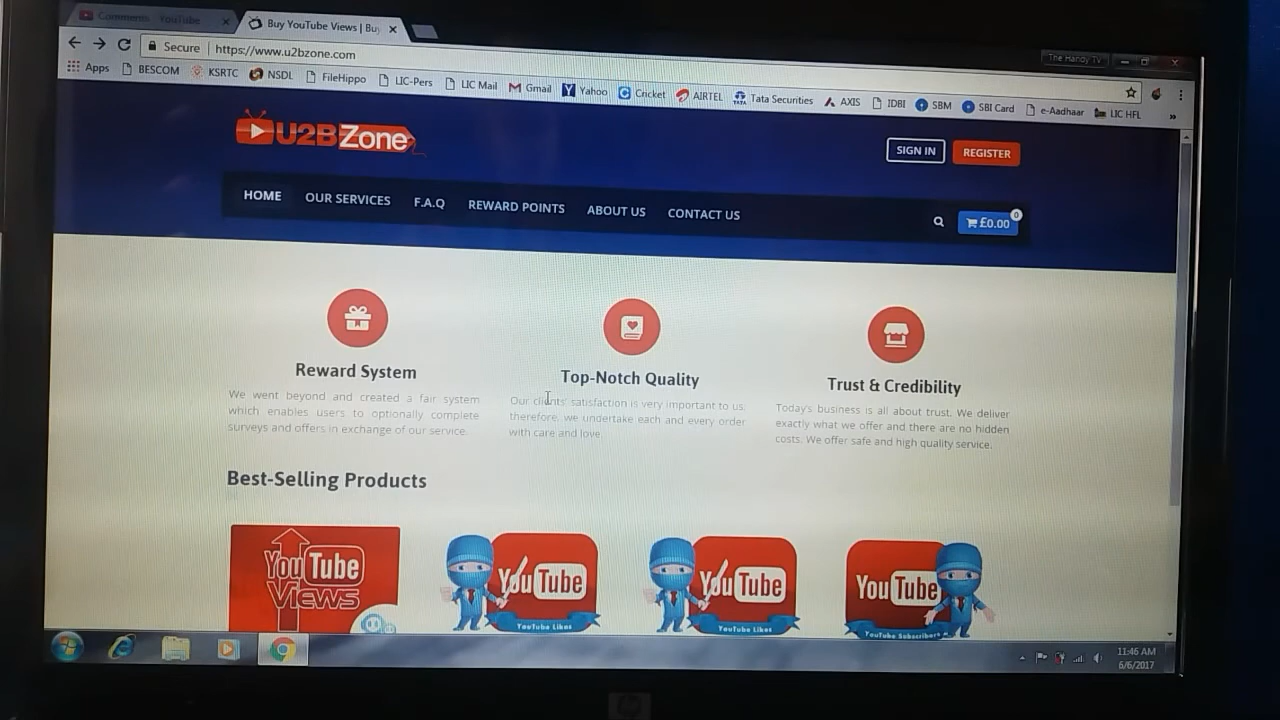 Comments - YouTube
Buy YouTube Views | Buy
The Handy TV
Secure | https://www.u2bzone.com
Apps BESCOM KSRTC NSDL FileHippo LIC-Pers LIC Mail Gmail Yahoo Cricket AIRTEL TATA Tata Securities AXIS IDBI SBM SBI Card e-Aadhaar LIC HFL »
U2BZone
SIGN IN REGISTER
HOME OUR SERVICES F.A.Q REWARD POINTS ABOUT US CONTACT US £0.00 0
Reward System
We went beyond and created a fair system
which enables users to optionally complete
surveys and offers in exchange of our service.
Top-Notch Quality
Our clients' satisfaction is very important to us;
therefore, we undertake each and every order
with care and love.
Trust & Credibility
Today's business is all about trust. We deliver
exactly what we offer and there are no hidden
costs. We offer safe and high quality service.
Best-Selling Products
YouTube
Views
YouTube
YouTube Likes
YouTube
YouTube Likes
YouTube
YouTube Subscribers
11:46 AM
6/6/2017
hp